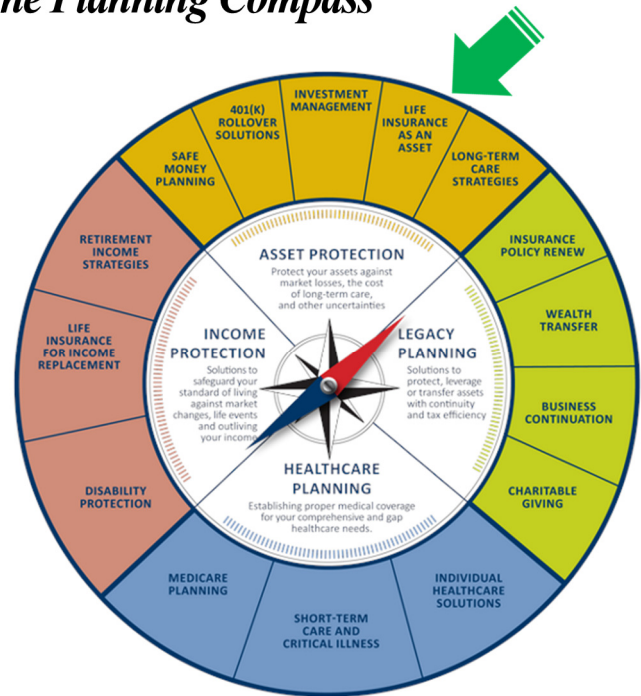 ne Planning Compass
INVESTMENT
MANAGEMENT
401(K)
ROLLOVER
SOLUTIONS
LIFE
INSURANCE
AS AN
ASSET
SAFE
MONEY
PLANNING
LONG-TERM
CARE
STRATEGIES
RETIREMENT
INCOME
STRATEGIES
INSURANCE
POLICY RENEW
ASSET PROTECTION
Protect your assets against
market losses, the cost
of long-term care,
and other uncertainties
LIFE
INSURANCE
FOR INCOME
REPLACEMENT
WEALTH
TRANSFER
INCOME
PROTECTION
Solutions to
safeguard your
standard of living
against market
changes, life events
and outliving
your income
LEGACY
PLANNING
Solutions to
protect, leverage
or transfer assets
with continuity
and tax efficiency
BUSINESS
CONTINUATION
HEALTHCARE
PLANNING
Establishing proper medical coverage
for your comprehensive and gap
healthcare needs.
DISABILITY
PROTECTION
CHARITABLE
GIVING
MEDICARE
PLANNING
SHORT-TERM
CARE AND
CRITICAL ILLNESS
INDIVIDUAL
HEALTHCARE
SOLUTIONS